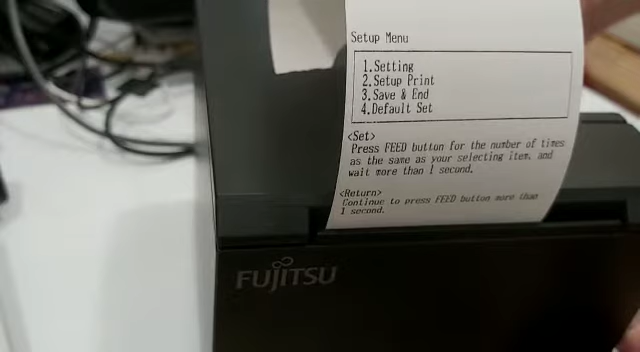 Setup Menu
1.Setting
2.Setup Print
3.Save & End
4.Default Set
<Set>
Press FEED button for the number of times
as the same as your selecting item, and
wait more than 1 second.
<Return>
Continue to press FEED button more than
1 second.
FUJITSU